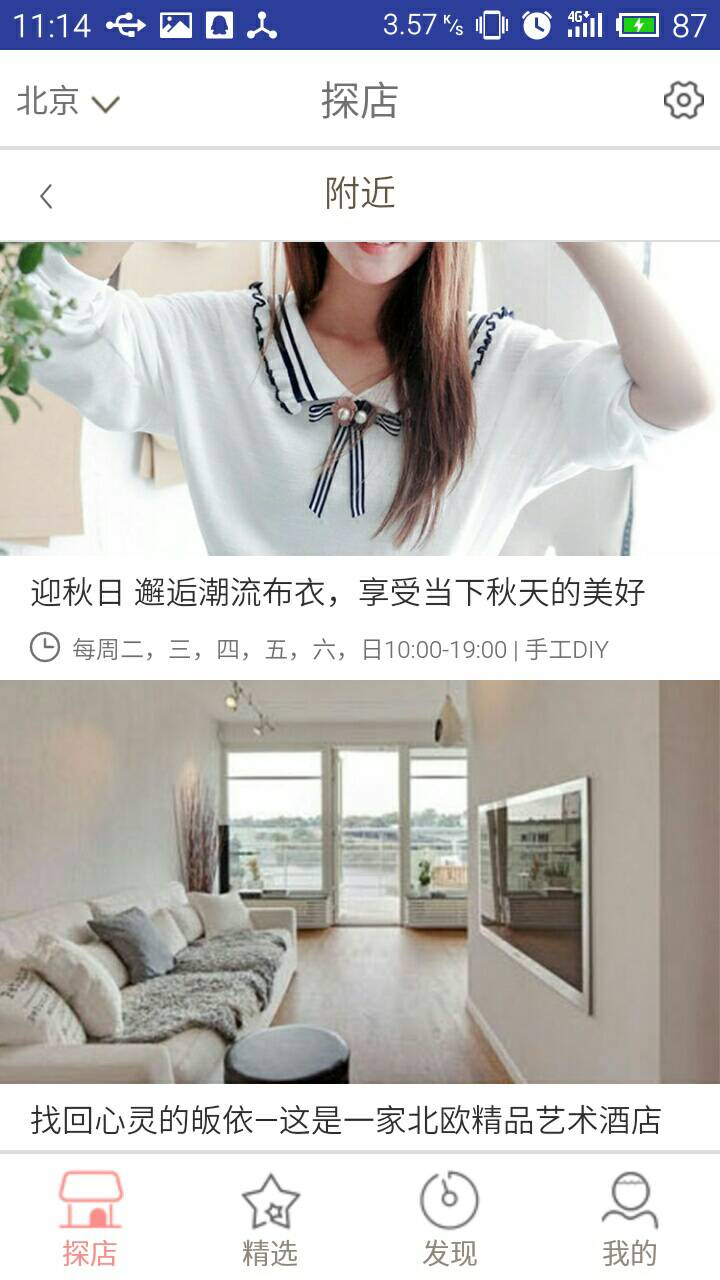 11:14 3.57 K/s 4G+ 87
北京 探店
附近
迎秋日 邂逅潮流布衣，享受当下秋天的美好
每周二，三，四，五，六，日10:00-19:00 | 手工DIY
找回心灵的皈依—这是一家北欧精品艺术酒店
探店 精选 发现 我的